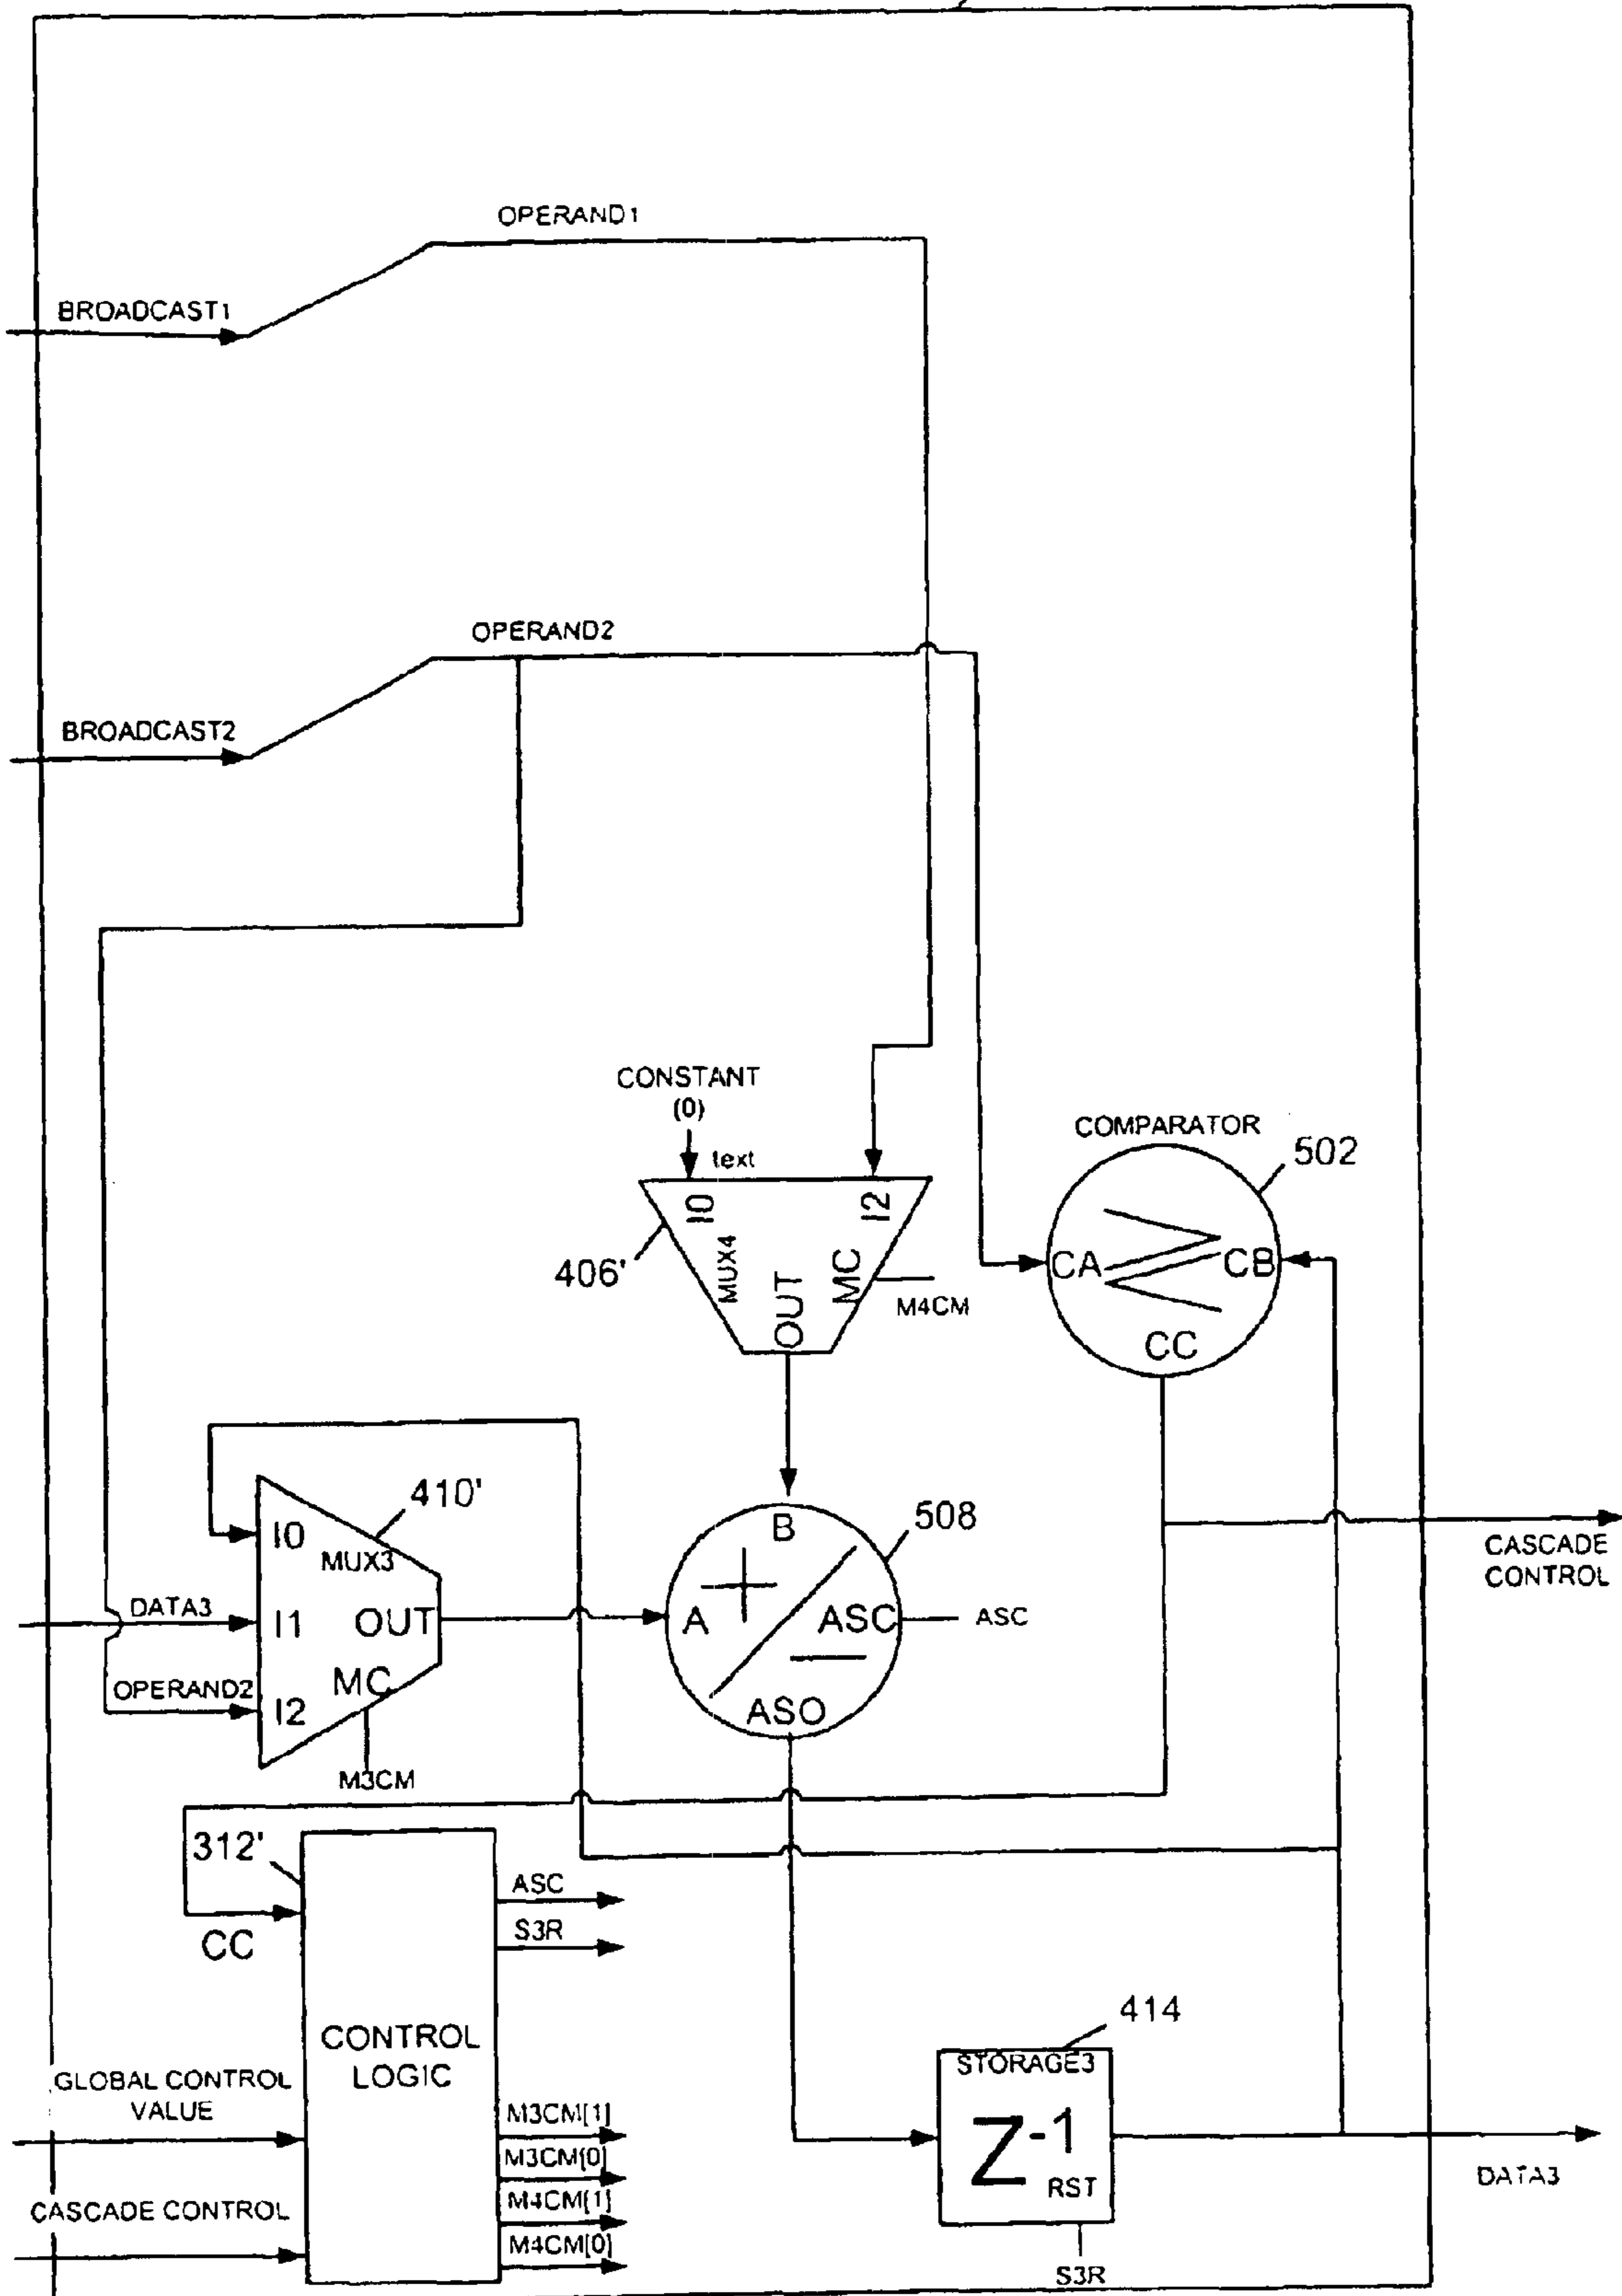 OPERAND1
BROADCAST1
OPERAND2
BROADCAST2
CONSTANT
(0)
text
I0
I2
MUX4
OUT
MC
406'
M4CM
COMPARATOR
502
CA
CB
CC
410'
I0
MUX3
DATA3
I1
OUT
OPERAND2
I2
MC
M3CM
508
B
+
A
ASC
ASC
ASO
CASCADE
CONTROL
312'
CC
ASC
S3R
CONTROL
LOGIC
GLOBAL CONTROL
VALUE
M3CM[1]
M3CM[0]
M4CM[1]
M4CM[0]
CASCADE CONTROL
414
STORAGE3
Z-1
RST
S3R
DATA3